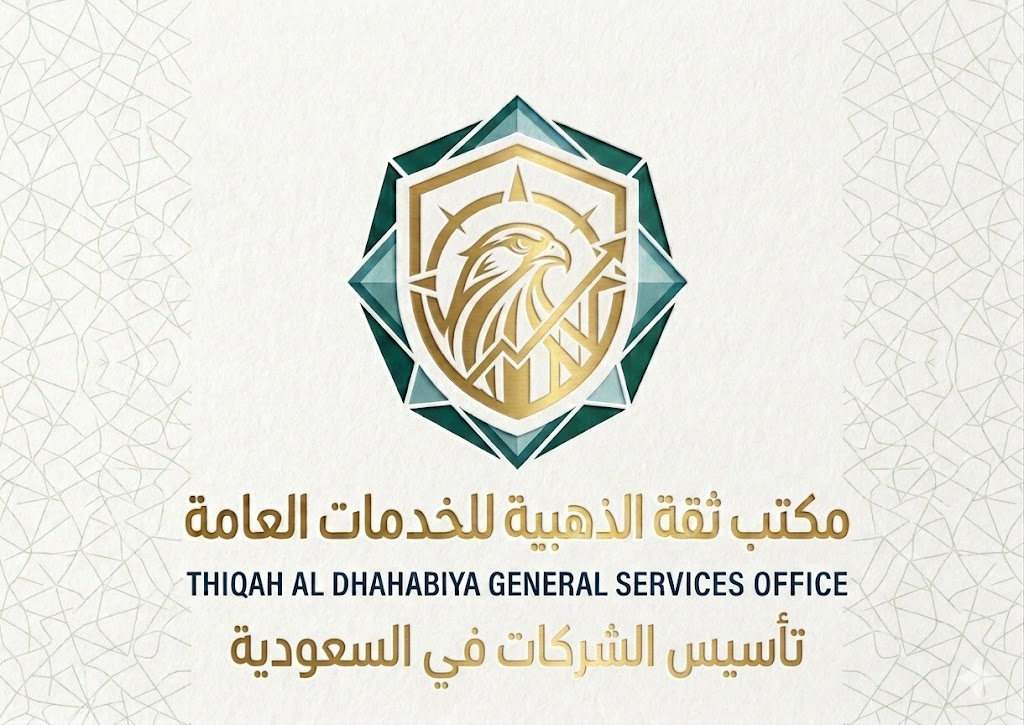 مكتب ثقة الذهبية للخدمات العامة
THIQAH AL DHAHABIYA GENERAL SERVICES OFFICE
تأسيس الشركات في السعودية